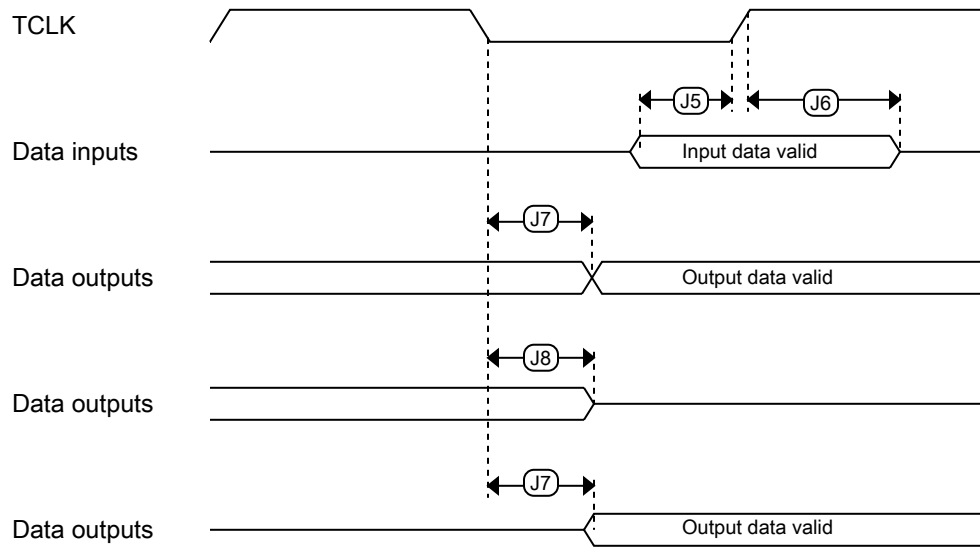 TCLK
J5
J6
Data inputs
Input data valid
J7
Data outputs
Output data valid
J8
Data outputs
J7
Data outputs
Output data valid